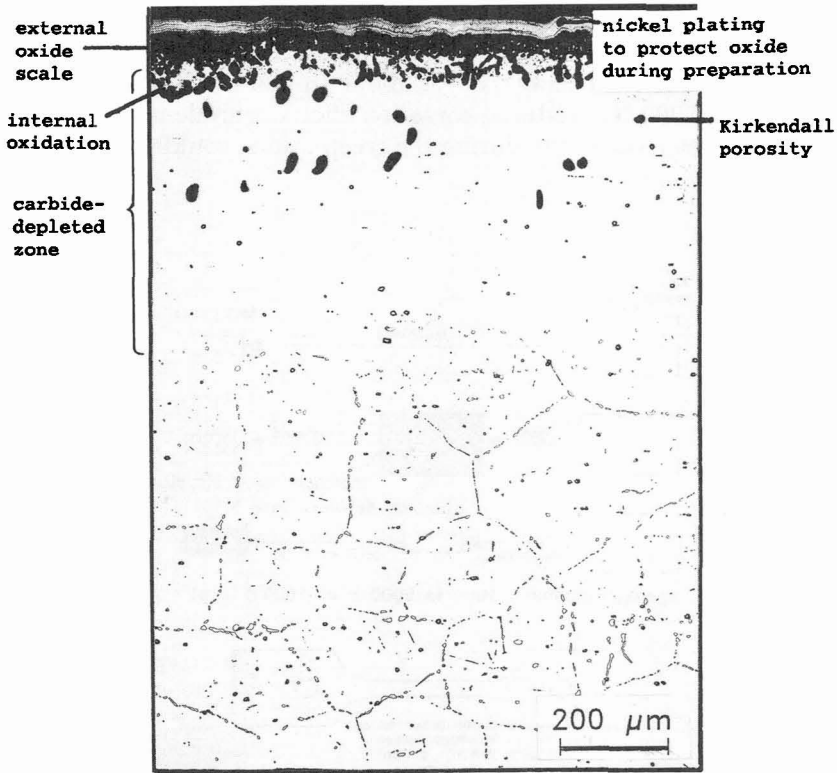 external
oxide
scale
nickel plating
to protect oxide
during preparation
internal
oxidation
Kirkendall
porosity
carbide-
depleted
zone
200 µm